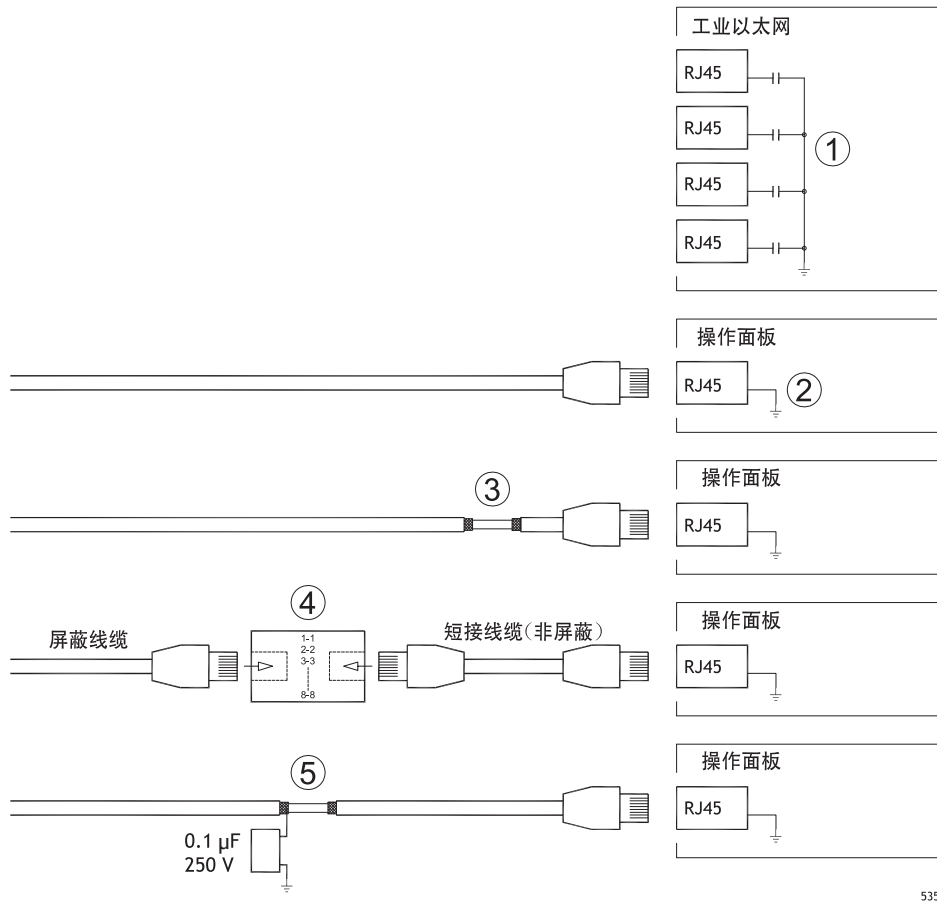 工业以太网
RJ45
RJ45
①
RJ45
RJ45
操作面板
RJ45
②
③
操作面板
RJ45
④
屏蔽线缆
1-1
2-2
3-3
8-8
短接线缆(非屏蔽)
操作面板
RJ45
⑤
0.1 µF
250 V
操作面板
RJ45
535